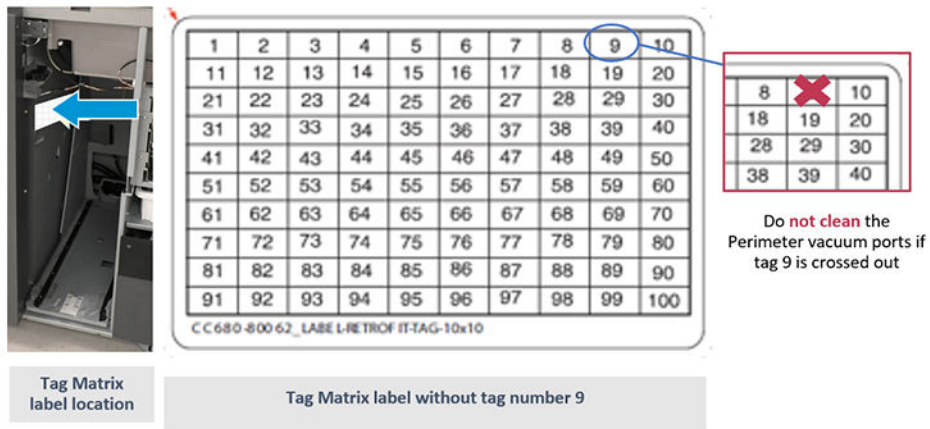 1 2 3 4 5 6 7 8 9 10
11 12 13 14 15 16 17 18 19 20
21 22 23 24 25 26 27 28 29 30
31 32 33 34 35 36 37 38 39 40
41 42 43 44 45 46 47 48 49 50
51 52 53 54 55 56 57 58 59 60
61 62 63 64 65 66 67 68 69 70
71 72 73 74 75 76 77 78 79 80
81 82 83 84 85 86 87 88 89 90
91 92 93 94 95 96 97 98 99 100
CC680-80062_LABEL-RETROFIT-TAG-10x10
8 10
18 19 20
28 29 30
38 39 40
Do not clean the
Perimeter vacuum ports if
tag 9 is crossed out
Tag Matrix
label location
Tag Matrix label without tag number 9